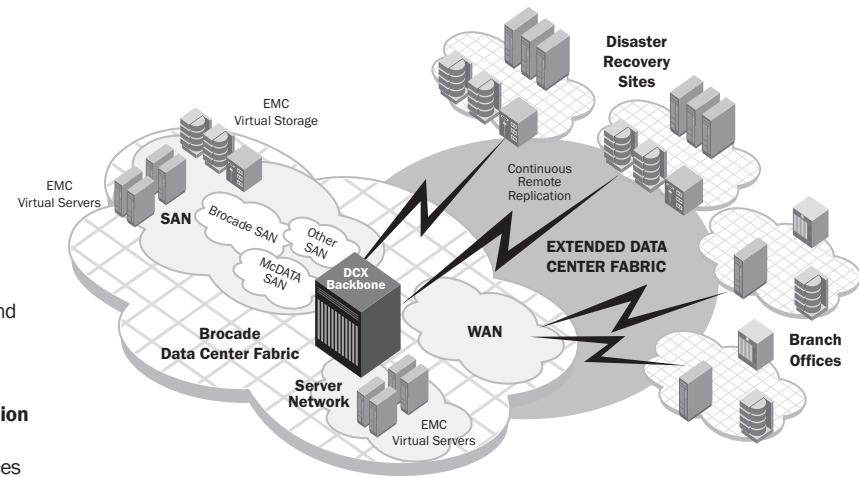 Disaster
Recovery
Sites
EMC
Virtual Storage
EMC
Virtual Servers
SAN
Brocade SAN
Other
SAN
McDATA
SAN
Continuous
Remote
Replication
EXTENDED DATA
CENTER FABRIC
DCX
Backbone
WAN
Brocade
Data Center Fabric
Server
Network
EMC
Virtual Servers
Branch
Offices